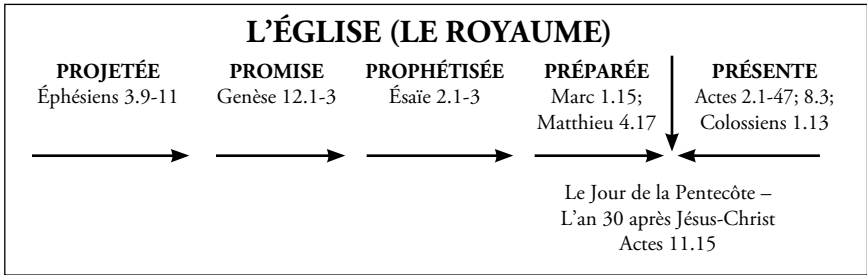 L'ÉGLISE (LE ROYAUME)
PROJETÉE
Éphésiens 3.9-11
PROMISE
Genèse 12.1-3
PROPHÉTISÉE
Ésaïe 2.1-3
PRÉPARÉE
Marc 1.15;
Matthieu 4.17
PRÉSENTE
Actes 2.1-47; 8.3;
Colossiens 1.13
Le Jour de la Pentecôte –
L'an 30 après Jésus-Christ
Actes 11.15